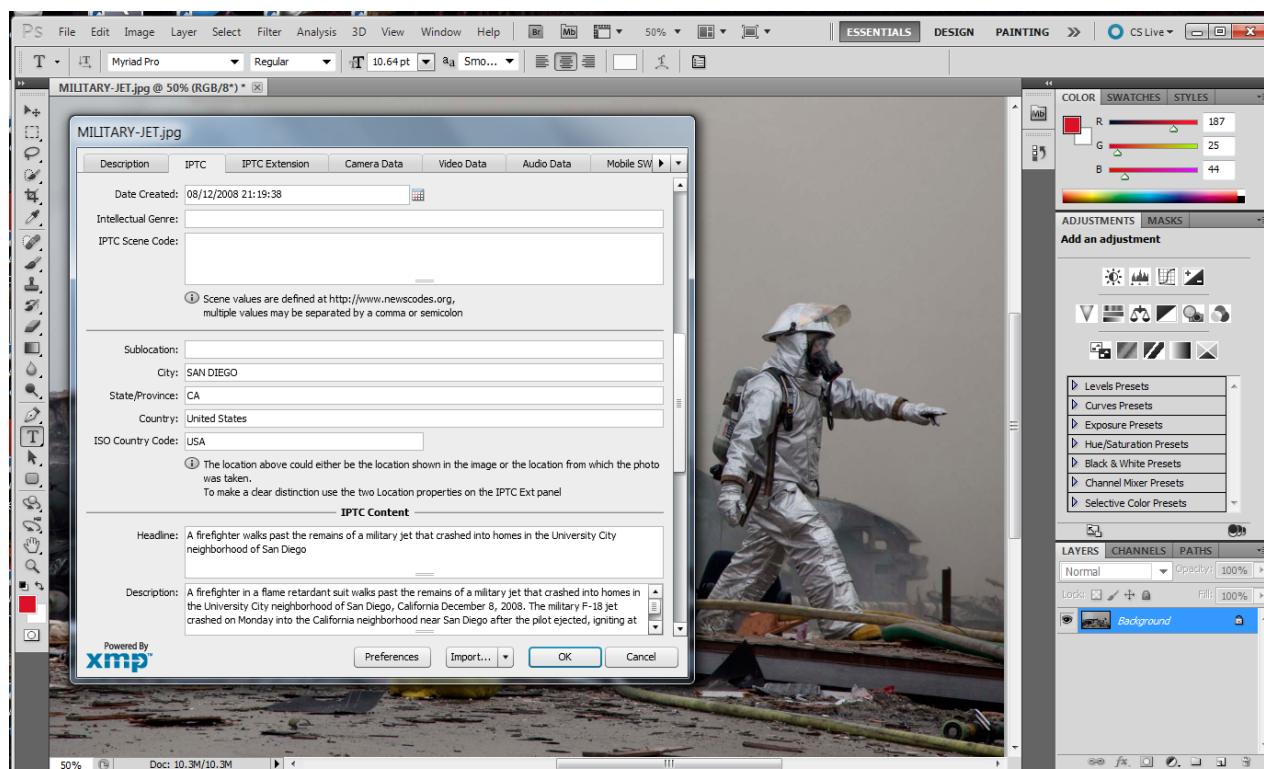 Ps File Edit Image Layer Select Filter Analysis 3D View Window Help Br Mb 50% ESSENTIALS DESIGN PAINTING CS Live
T Myriad Pro Regular T 10.64 pt aa Smo...
MILITARY-JET.jpg @ 50% (RGB/8*) *
MILITARY-JET.jpg
Description IPTC IPTC Extension Camera Data Video Data Audio Data Mobile SW
Date Created: 08/12/2008 21:19:38
Intellectual Genre:
IPTC Scene Code:
Scene values are defined at http://www.newscodes.org,
multiple values may be separated by a comma or semicolon
Sublocation:
City: SAN DIEGO
State/Province: CA
Country: United States
ISO Country Code: USA
The location above could either be the location shown in the image or the location from which the photo
was taken.
To make a clear distinction use the two Location properties on the IPTC Ext panel
IPTC Content
Headline: A firefighter walks past the remains of a military jet that crashed into homes in the University City
neighborhood of San Diego
Description: A firefighter in a flame retardant suit walks past the remains of a military jet that crashed into homes in
the University City neighborhood of San Diego, California December 8, 2008. The military F-18 jet
crashed on Monday into the California neighborhood near San Diego after the pilot ejected, igniting at
Powered By
xmp™
Preferences Import... OK Cancel
50% Doc: 10.3M/10.3M
Mb
COLOR SWATCHES STYLES
R 187
G 25
B 44
ADJUSTMENTS MASKS
Add an adjustment
Levels Presets
Curves Presets
Exposure Presets
Hue/Saturation Presets
Black & White Presets
Channel Mixer Presets
Selective Color Presets
LAYERS CHANNELS PATHS
Normal Opacity: 100%
Lock: Fill: 100%
Background
fx